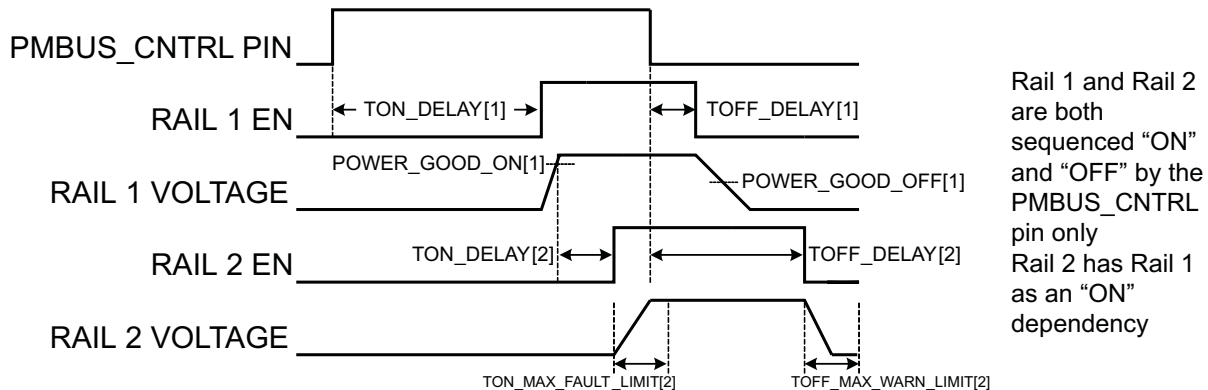 PMBUS_CNTRL PIN
RAIL 1 EN
TON_DELAY[1]
TOFF_DELAY[1]
POWER_GOOD_ON[1]
RAIL 1 VOLTAGE
POWER_GOOD_OFF[1]
RAIL 2 EN
TON_DELAY[2]
TOFF_DELAY[2]
RAIL 2 VOLTAGE
TON_MAX_FAULT_LIMIT[2]
TOFF_MAX_WARN_LIMIT[2]
Rail 1 and Rail 2
are both
sequenced “ON”
and “OFF” by the
PMBUS_CNTRL
pin only
Rail 2 has Rail 1
as an “ON”
dependency